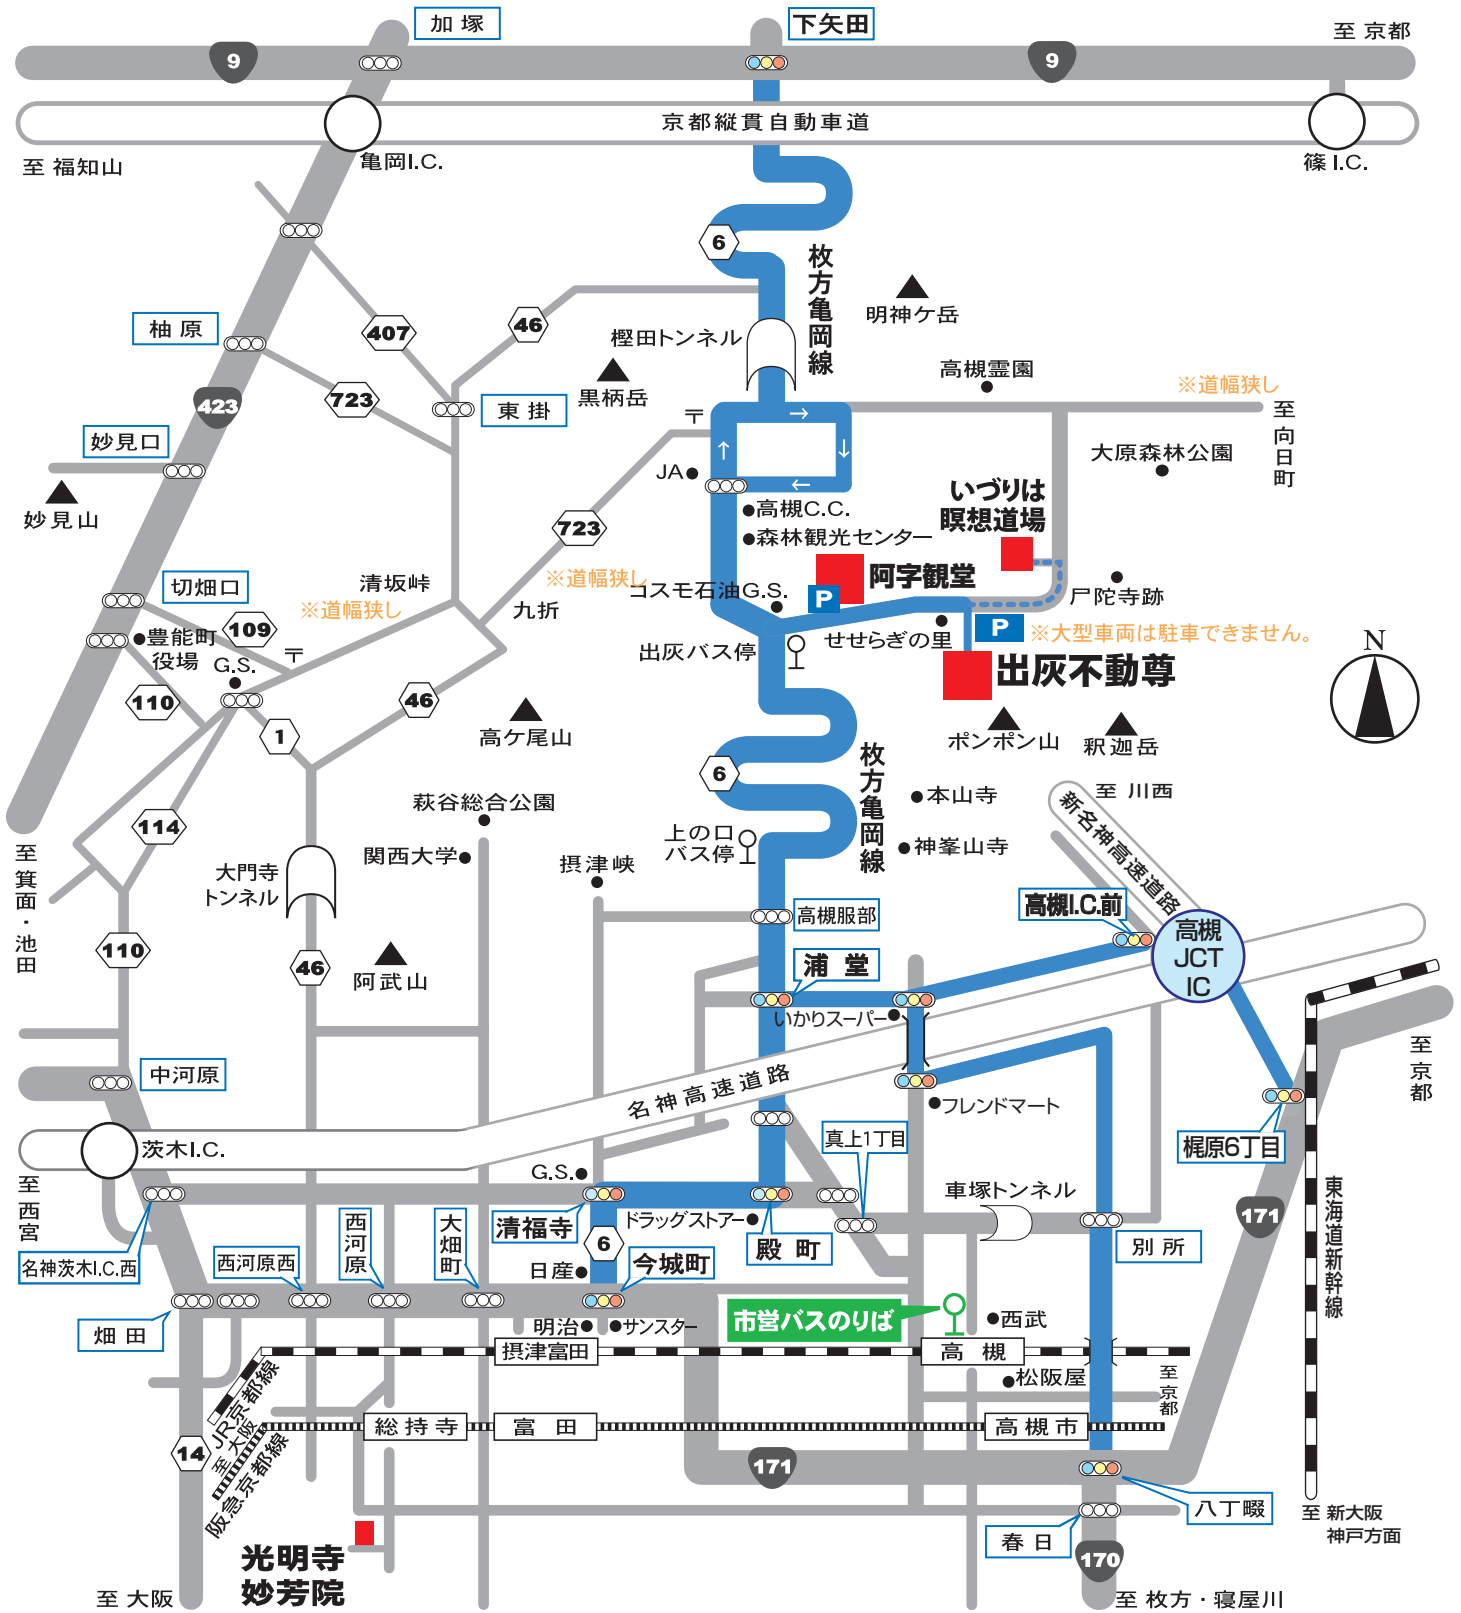 加塚
下矢田
至 京都
9
9
京都縦貫自動車道
至 福知山
亀岡I.C.
篠 I.C.
6
枚方亀岡線
明神ケ岳
樫田トンネル
46
407
柚原
723
423
東掛
黒柄岳
高槻霊園
※道幅狭し
至 向日町
〒
妙見口
妙見山
JA
大原森林公園
いづりは
瞑想道場
高槻C.C.
森林観光センター
723
※道幅狭し
阿字観堂
切畑口
清坂峠
※道幅狭し
九折
コスモ石油G.S.
P
尸陀寺跡
109
豊能町
役場
〒
G.S.
出灰バス停
せせらぎの里
P
※大型車両は駐車できません。
出灰不動尊
N
110
46
1
高ケ尾山
ポンポン山
釈迦岳
6
枚方亀岡線
至 川西
本山寺
新名神高速道路
萩谷総合公園
114
上の口
バス停
神峯山寺
至 箕面・池田
大門寺
トンネル
関西大学
摂津峡
高槻服部
高槻I.C.前
高槻
JCT
IC
110
46
阿武山
浦堂
いかりスーパー
至 京都
中河原
名神高速道路
フレンドマート
茨木I.C.
真上1丁目
梶原6丁目
G.S.
至 西宮
車塚トンネル
東海道新幹線
171
名神茨木I.C.西
西河原西
西河原
大畑町
清福寺
6
ドラッグストアー
殿町
別所
日産
今城町
畑田
明治
サンスター
市営バスのりば
西武
摂津富田
高槻
松阪屋
至 京都
JR京都線
至 大阪
阪急京都線
14
総持寺
富田
高槻市
171
八丁畷
至 新大阪
神戸方面
春日
170
光明寺
妙芳院
至 大阪
至 枚方・寝屋川